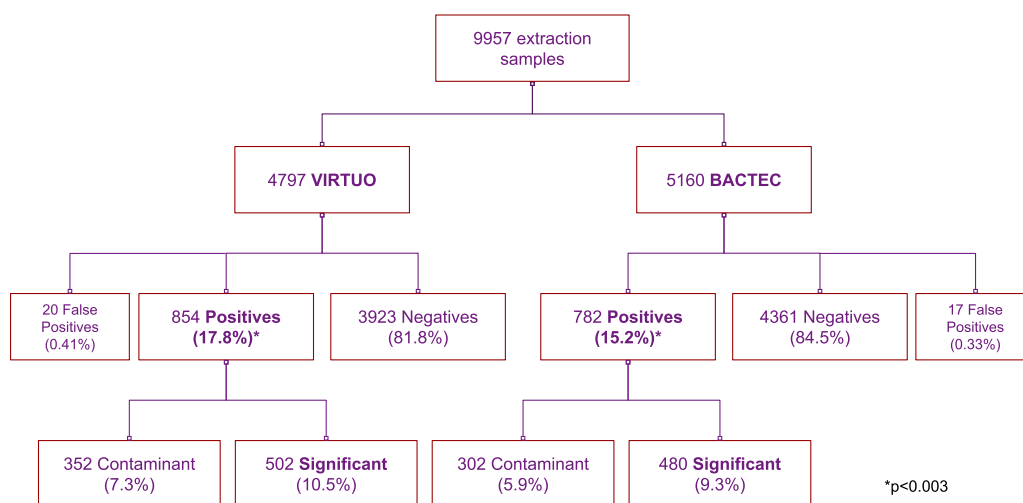 9957 extraction
samples
4797 VIRTUO
5160 BACTEC
20 False
Positives
(0.41%)
854 Positives
(17.8%)*
3923 Negatives
(81.8%)
782 Positives
(15.2%)*
4361 Negatives
(84.5%)
17 False
Positives
(0.33%)
352 Contaminant
(7.3%)
502 Significant
(10.5%)
302 Contaminant
(5.9%)
480 Significant
(9.3%)
*p<0.003